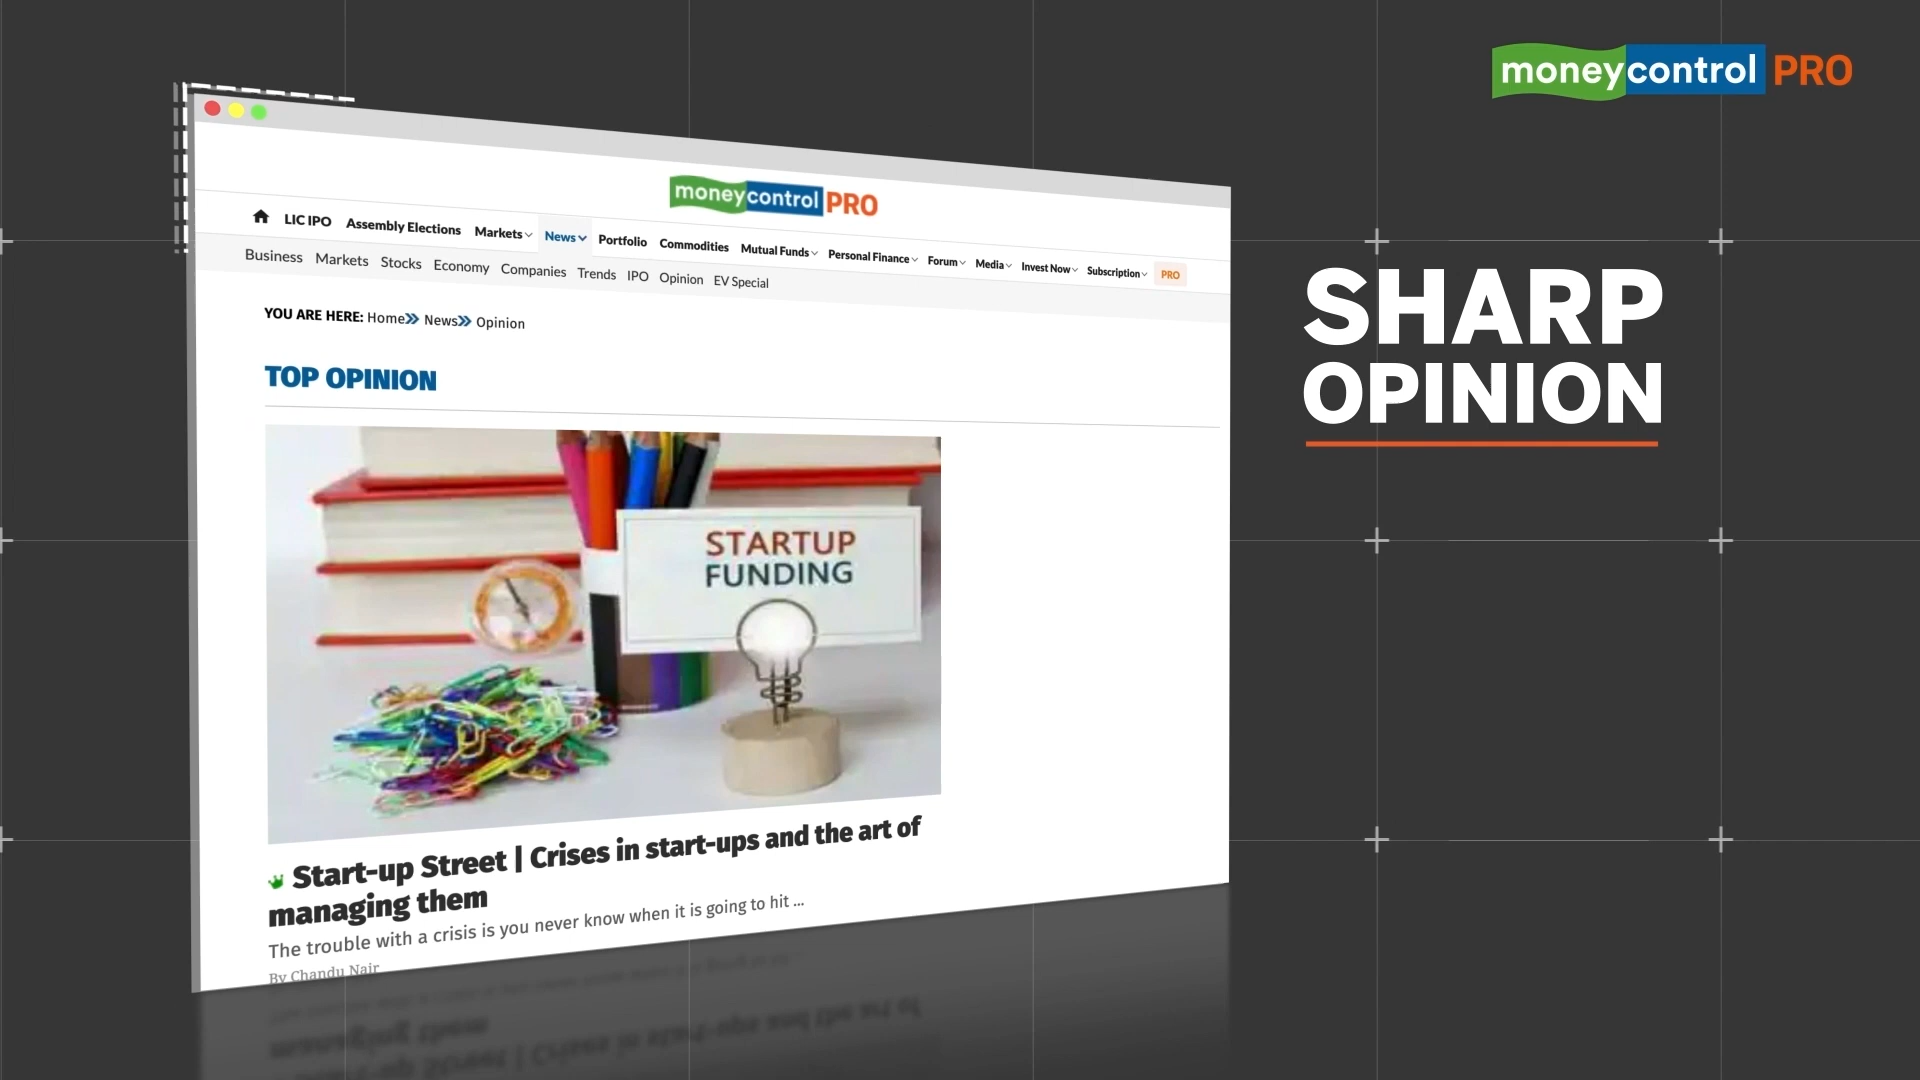 moneycontrol PRO
moneycontrol PRO
LIC IPO Assembly Elections Markets News Portfolio Commodities Mutual Funds Personal Finance Forum Media Invest Now Subscription PRO
Business Markets Stocks Economy Companies Trends IPO Opinion EV Special
YOU ARE HERE: Home News Opinion
TOP OPINION
STARTUP
FUNDING
Start-up Street | Crises in start-ups and the art of
managing them
The trouble with a crisis is you never know when it is going to hit ...
By Chandu Nair
SHARP
OPINION